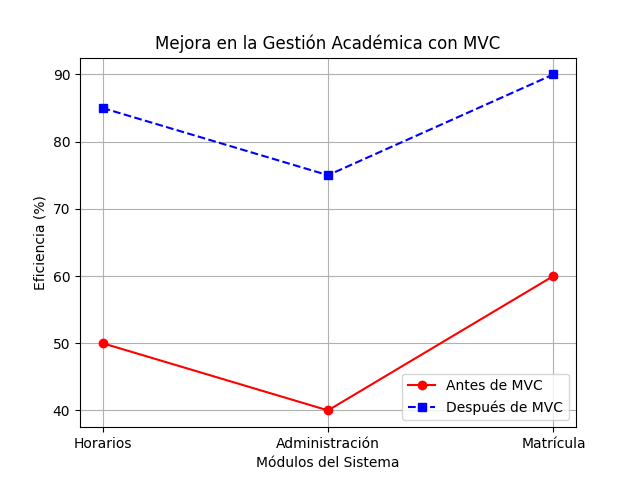 Mejora en la Gestión Académica con MVC
Eficiencia (%)
90
80
70
60
50
40
Antes de MVC
Después de MVC
Horarios
Administración
Matrícula
Módulos del Sistema